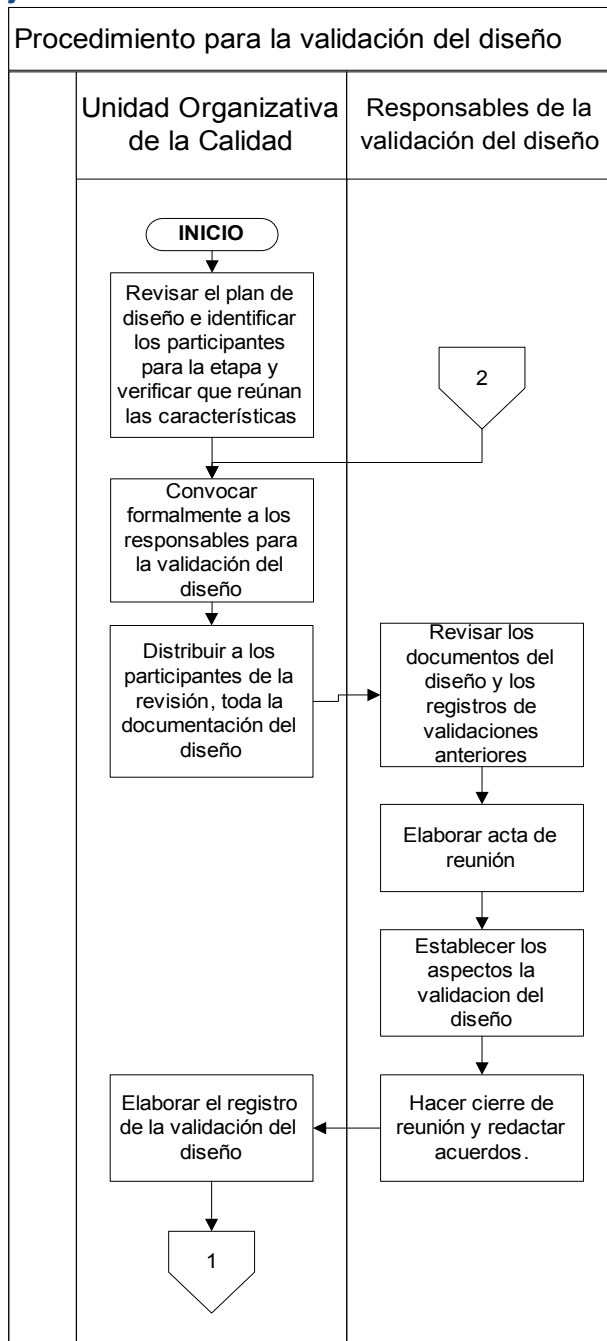 Procedimiento para la validación del diseño
Unidad Organizativa
de la Calidad
Responsables de la
validación del diseño
INICIO
Revisar el plan de
diseño e identificar
los participantes
para la etapa y
verificar que reúnan
las características
2
Convocar
formalmente a los
responsables para
la validación del
diseño
Distribuir a los
participantes de la
revisión, toda la
documentación del
diseño
Revisar los
documentos del
diseño y los
registros de
validaciones
anteriores
Elaborar acta de
reunión
Establecer los
aspectos la
validacion del
diseño
Hacer cierre de
reunión y redactar
acuerdos.
Elaborar el registro
de la validación del
diseño
1